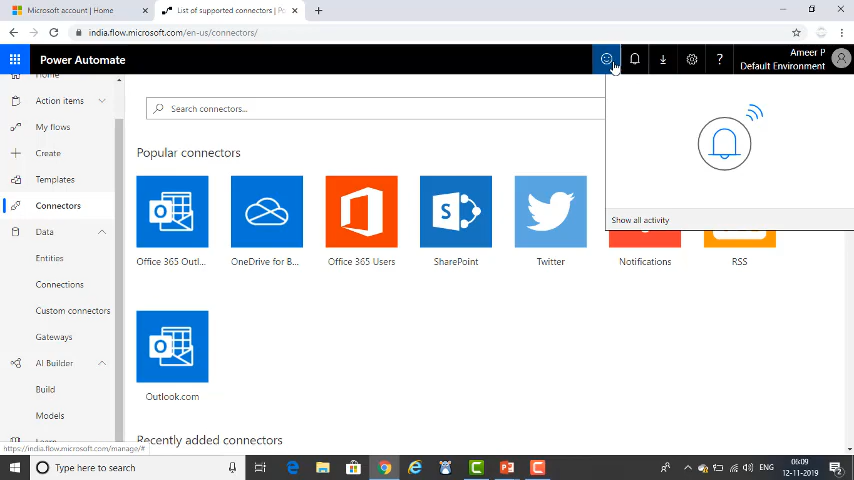 Microsoft account | Home
List of supported connectors | Po
india.flow.microsoft.com/en-us/connectors/
Power Automate
Ameer P
Default Environment
Home
Action items
My flows
Create
Templates
Connectors
Data
Entities
Connections
Custom connectors
Gateways
AI Builder
Build
Models
Learn
Search connectors...
Show all activity
Popular connectors
Office 365 Outl...
OneDrive for B...
Office 365 Users
SharePoint
Twitter
Notifications
RSS
Outlook.com
Recently added connectors
https://india.flow.microsoft.com/manage/#
Type here to search
ENG
06:09
12-11-2019